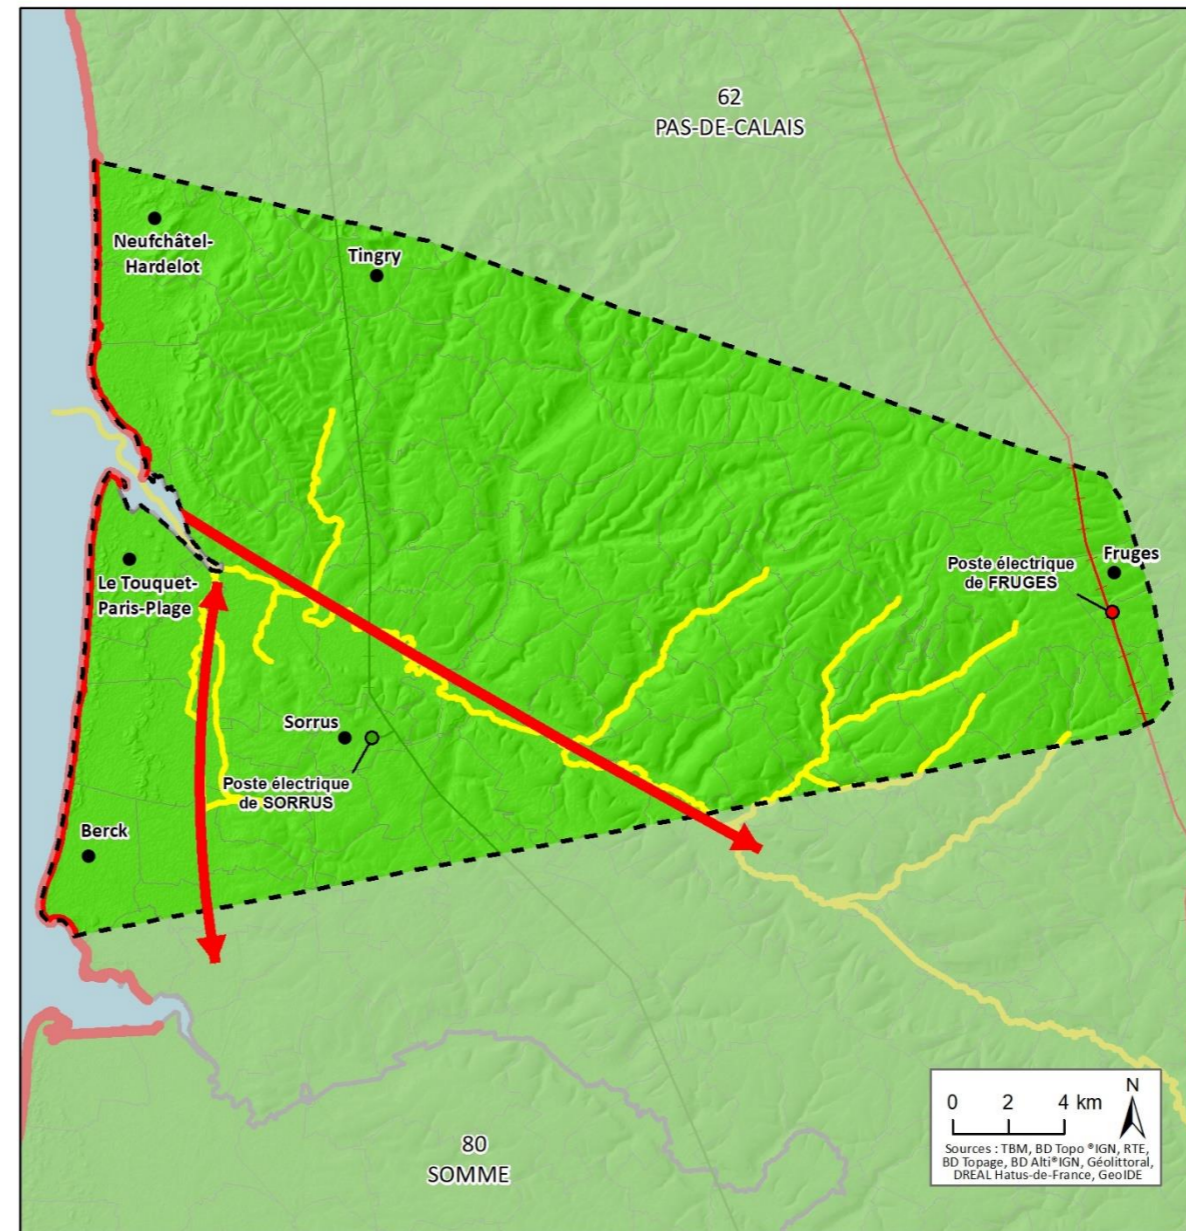 62
PAS-DE-CALAIS
Neufchâtel-
Hardelot
Tingry
Le Touquet-
Paris-Plage
Poste électrique
de FRUGES
Fruges
Sorrus
Poste électrique
de SORRUS
Berck
80
SOMME
0 2 4 km
N
Sources : TBM, BD Topo ®IGN, RTE,
BD Topage, BD Alti®IGN, Géolittoral,
DREAL Hatus-de-France, GeoIDE